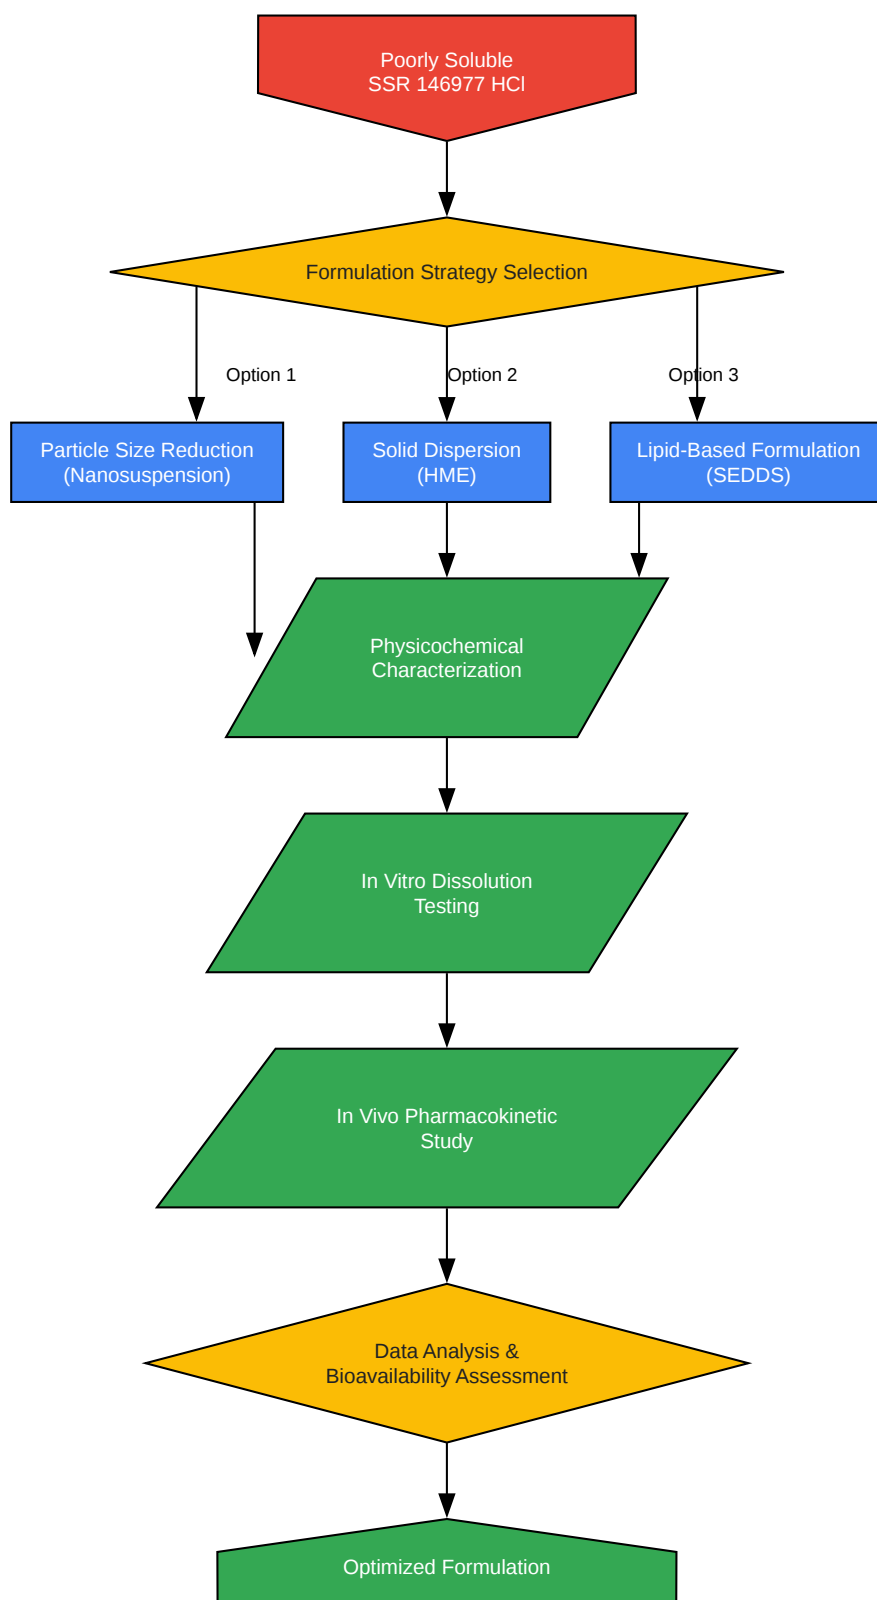 Poorly Soluble
SSR 146977 HCl
Formulation Strategy Selection
Option 1
Option 2
Option 3
Particle Size Reduction
(Nanosuspension)
Solid Dispersion
(HME)
Lipid-Based Formulation
(SEDDS)
Physicochemical
Characterization
In Vitro Dissolution
Testing
In Vivo Pharmacokinetic
Study
Data Analysis &
Bioavailability Assessment
Optimized Formulation